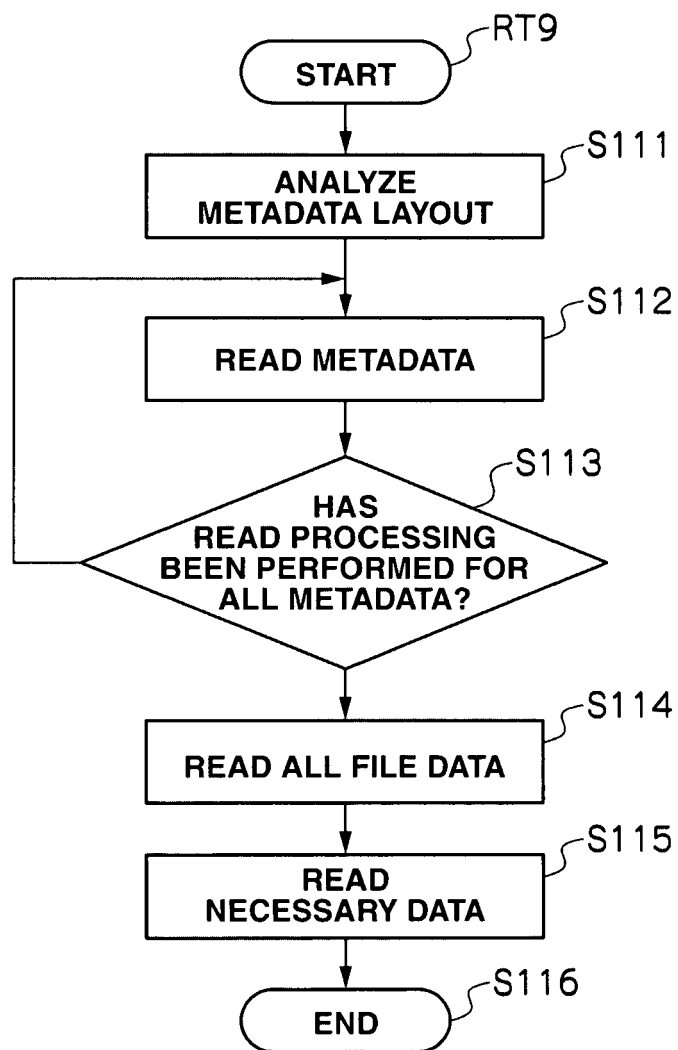 RT9
START
S111
ANALYZE
METADATA LAYOUT
S112
READ METADATA
S113
HAS
READ PROCESSING
BEEN PERFORMED FOR
ALL METADATA?
S114
READ ALL FILE DATA
S115
READ
NECESSARY DATA
S116
END